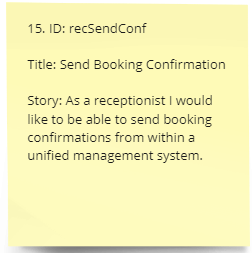 15. ID: recSendConf
Title: Send Booking Confirmation
Story: As a receptionist I would
like to be able to send booking
confirmations from within a
unified management system.